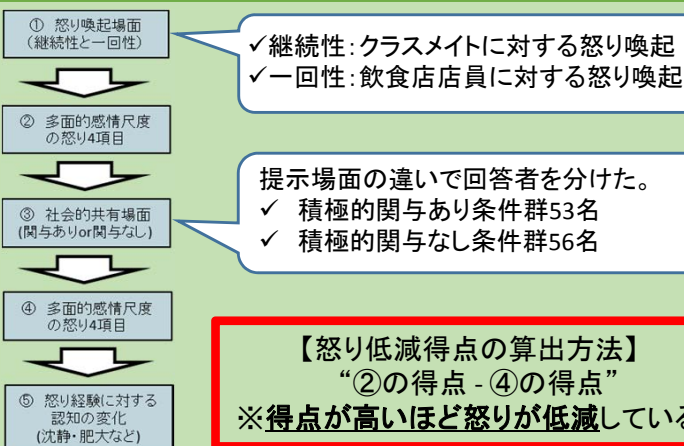 ① 怒り喚起場面
(継続性と一回性)
✓継続性:クラスメイトに対する怒り喚起
✓一回性:飲食店店員に対する怒り喚起
② 多面的感情尺度
の怒り4項目
③ 社会的共有場面
(関与ありor関与なし)
提示場面の違いで回答者を分けた。
✓ 積極的関与あり条件群53名
✓ 積極的関与なし条件群56名
④ 多面的感情尺度
の怒り4項目
⑤ 怒り経験に対する
認知の変化
(沈静・肥大など)
【怒り低減得点の算出方法】
“②の得点 - ④の得点”
※得点が高いほど怒りが低減している